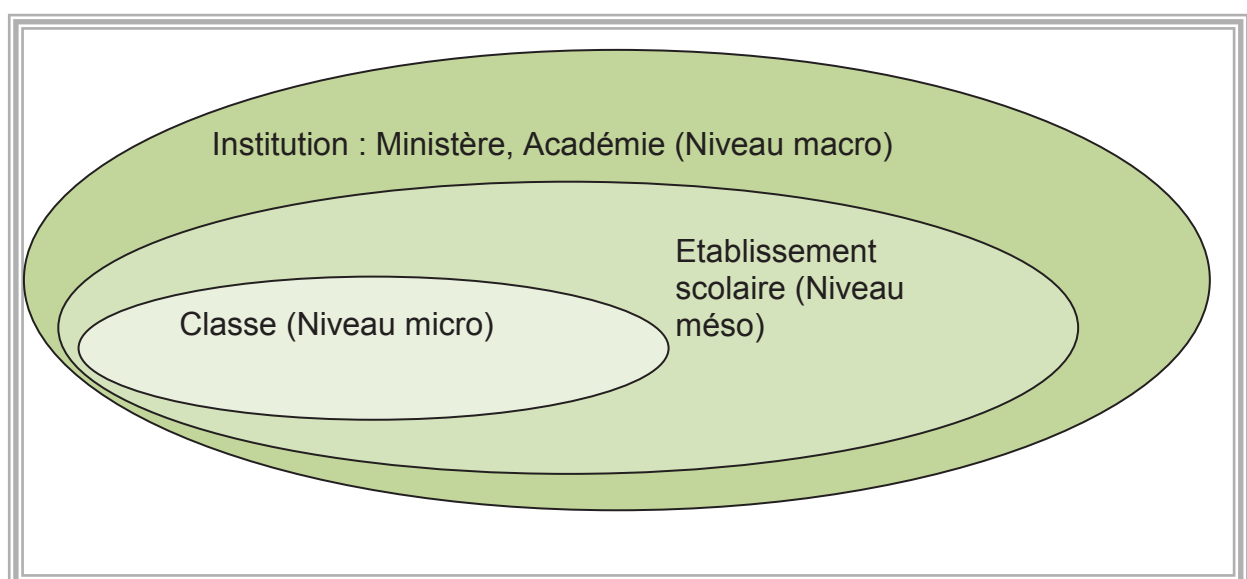 Institution : Ministère, Académie (Niveau macro)
Etablissement
scolaire (Niveau
méso)
Classe (Niveau micro)